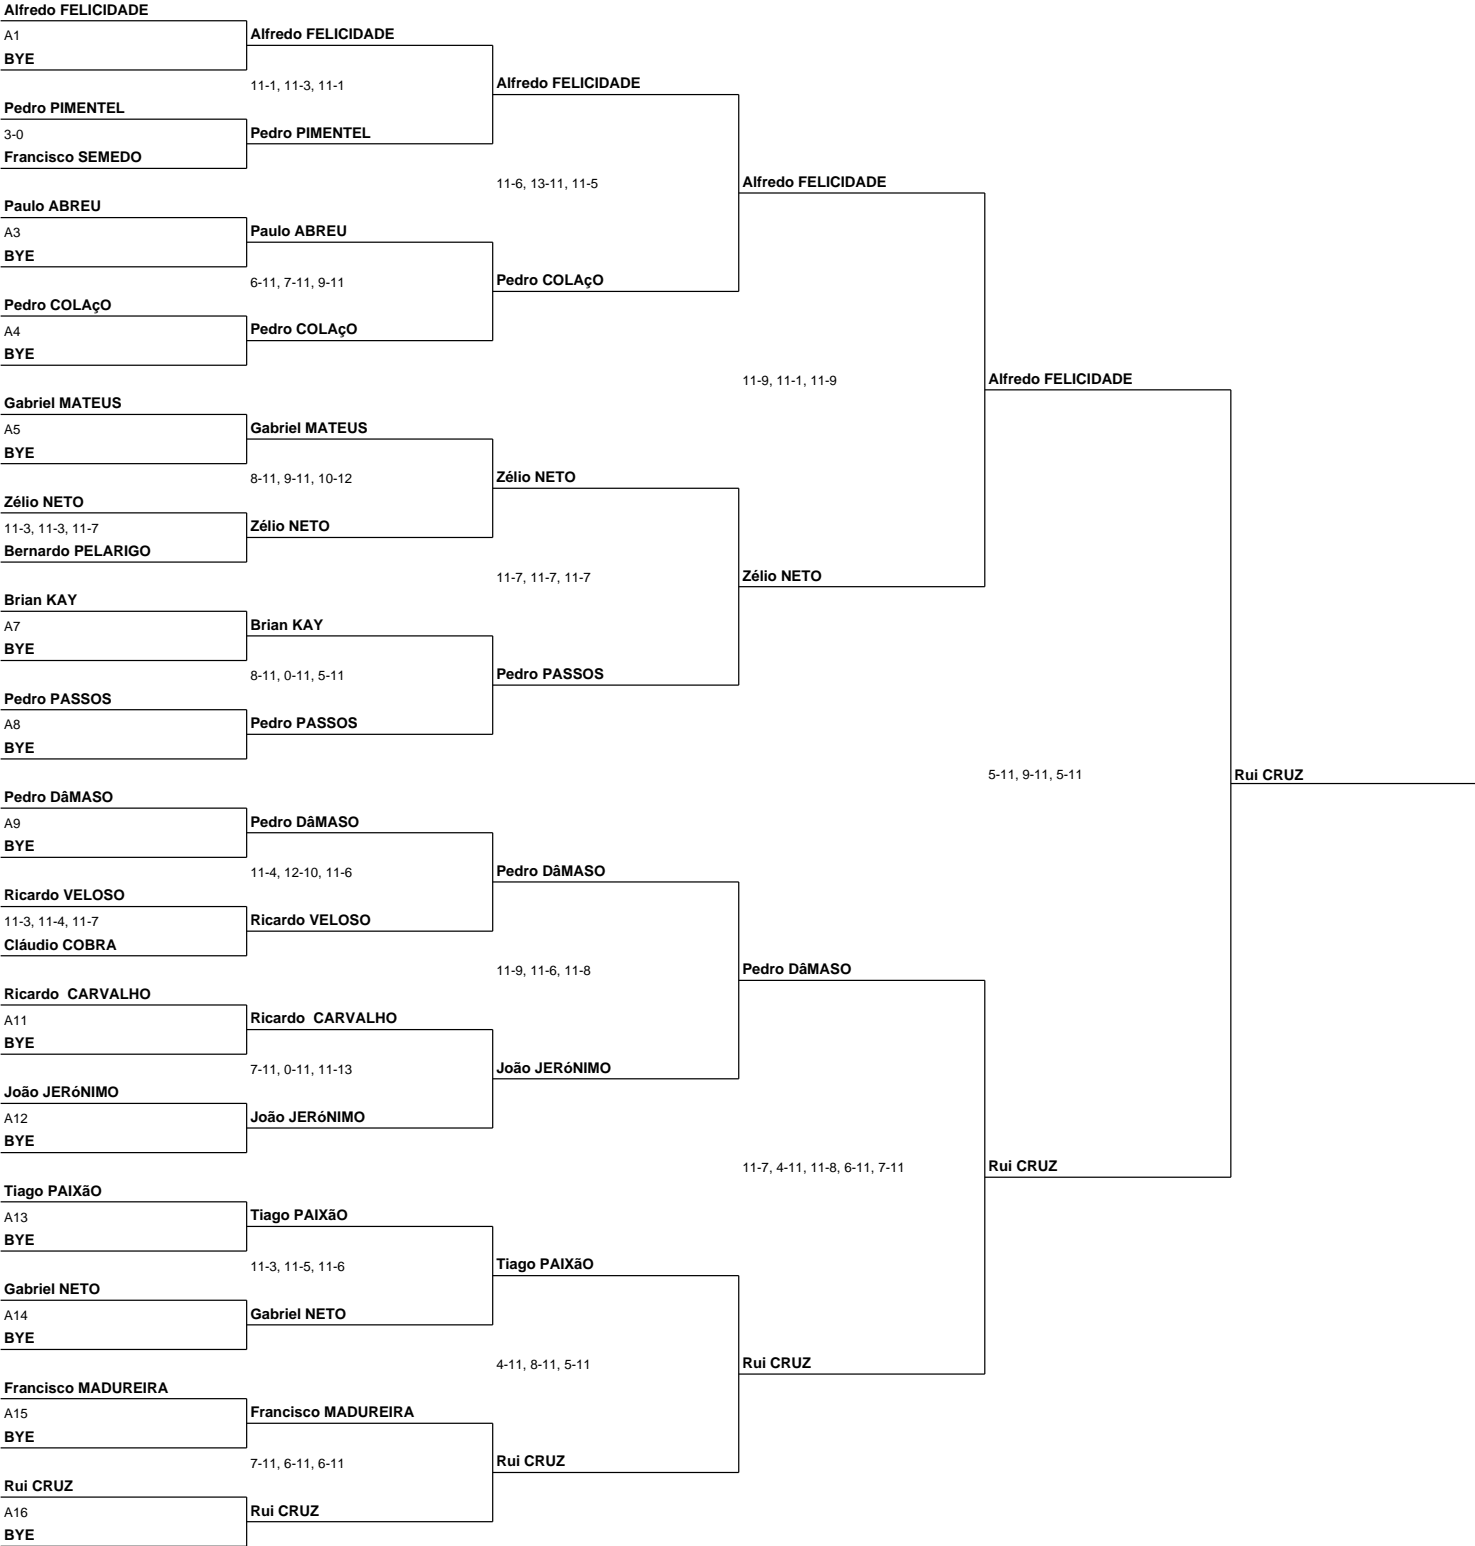 Alfredo FELICIDADE
A1
BYE
Pedro PIMENTEL
3-0
Francisco SEMEDO
Paulo ABREU
A3
BYE
Pedro COLAçO
A4
BYE
Gabriel MATEUS
A5
BYE
Zélio NETO
11-3, 11-3, 11-7
Bernardo PELARIGO
Brian KAY
A7
BYE
Pedro PASSOS
A8
BYE
Pedro DâMASO
A9
BYE
Ricardo VELOSO
11-3, 11-4, 11-7
Cláudio COBRA
Ricardo  CARVALHO
A11
BYE
João JERóNIMO
A12
BYE
Tiago PAIXãO
A13
BYE
Gabriel NETO
A14
BYE
Francisco MADUREIRA
A15
BYE
Rui CRUZ
A16
BYE
Alfredo FELICIDADE
11-1, 11-3, 11-1
Pedro PIMENTEL
Paulo ABREU
6-11, 7-11, 9-11
Pedro COLAçO
Gabriel MATEUS
8-11, 9-11, 10-12
Zélio NETO
Brian KAY
8-11, 0-11, 5-11
Pedro PASSOS
Pedro DâMASO
11-4, 12-10, 11-6
Ricardo VELOSO
Ricardo  CARVALHO
7-11, 0-11, 11-13
João JERóNIMO
Tiago PAIXãO
11-3, 11-5, 11-6
Gabriel NETO
Francisco MADUREIRA
7-11, 6-11, 6-11
Rui CRUZ
Alfredo FELICIDADE
11-6, 13-11, 11-5
Pedro COLAçO
Zélio NETO
11-7, 11-7, 11-7
Pedro PASSOS
Pedro DâMASO
11-9, 11-6, 11-8
João JERóNIMO
Tiago PAIXãO
4-11, 8-11, 5-11
Rui CRUZ
Alfredo FELICIDADE
11-9, 11-1, 11-9
Zélio NETO
Pedro DâMASO
11-7, 4-11, 11-8, 6-11, 7-11
Rui CRUZ
Alfredo FELICIDADE
5-11, 9-11, 5-11
Rui CRUZ
Rui CRUZ